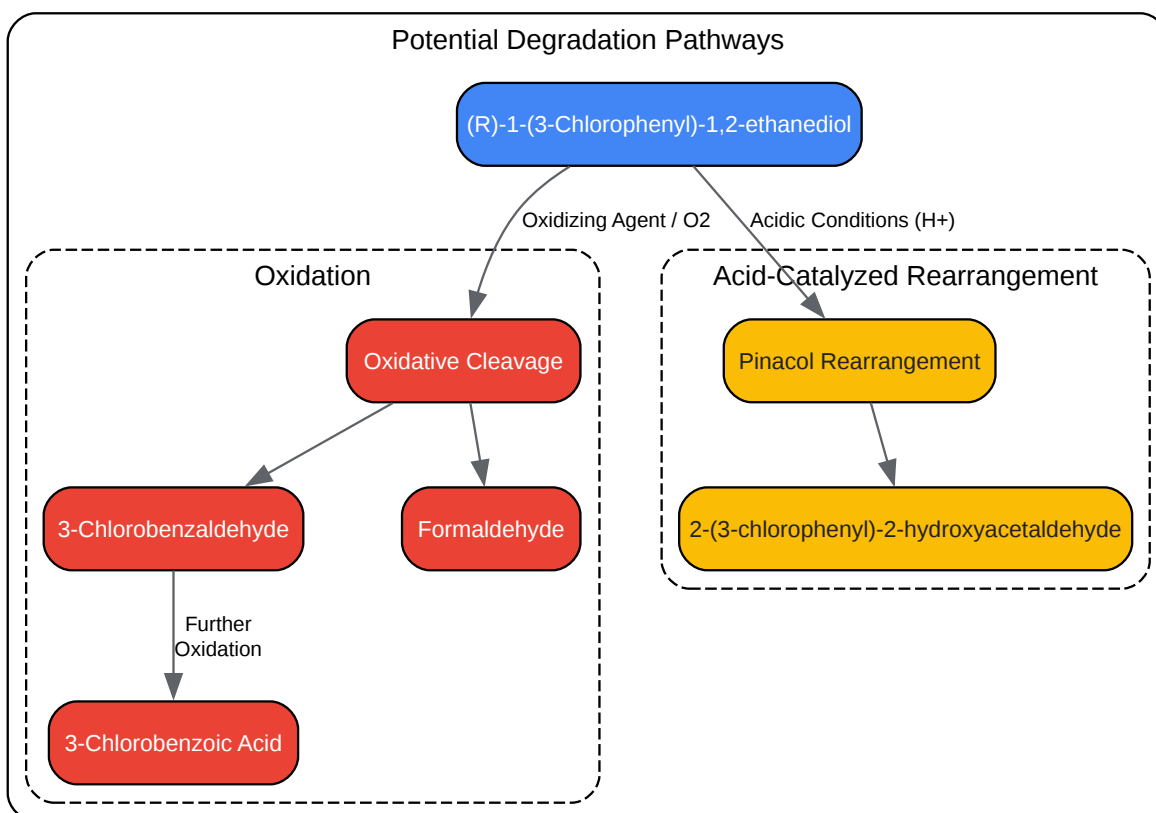 Potential Degradation Pathways
(R)-1-(3-Chlorophenyl)-1,2-ethanediol
Oxidizing Agent / O2
Acidic Conditions (H+)
Oxidation
Acid-Catalyzed Rearrangement
Oxidative Cleavage
Pinacol Rearrangement
3-Chlorobenzaldehyde
Formaldehyde
2-(3-chlorophenyl)-2-hydroxyacetaldehyde
Further
Oxidation
3-Chlorobenzoic Acid